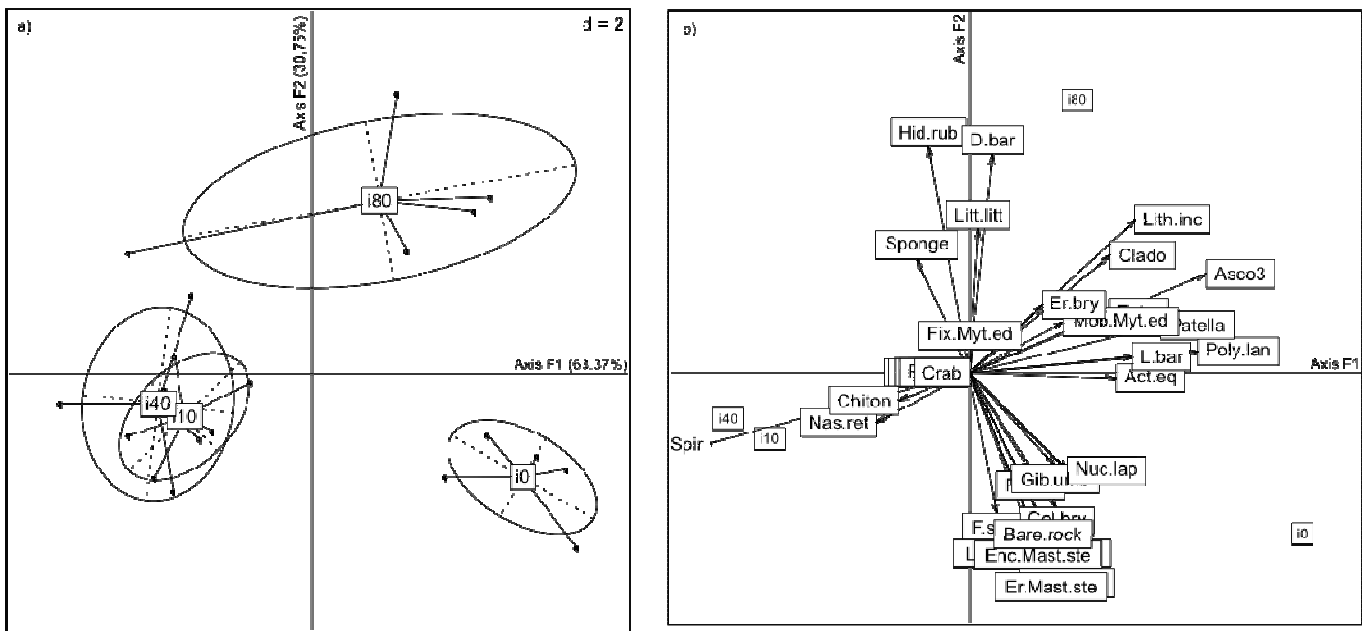 a)
d = 2
Axis F2 (30,75%)
i80
Axis F1 (63.37%)
i40
10
i0
Axis F2
i80
Hid.rub
D.bar
Litt.litt
Lith.inc
Sponge
Clado
Asco3
Er.bry
Fix.Myt.ed
Mob.Myt.ed
Patella
L.bar
Poly.lan
Axis F1
Crab
Act.eq
Chiton
i40
Nas.ret
i10
Spir
Nuc.lap
F.s
Bare.rock
i0
Enc.Mast.ste
Er.Mast.ste